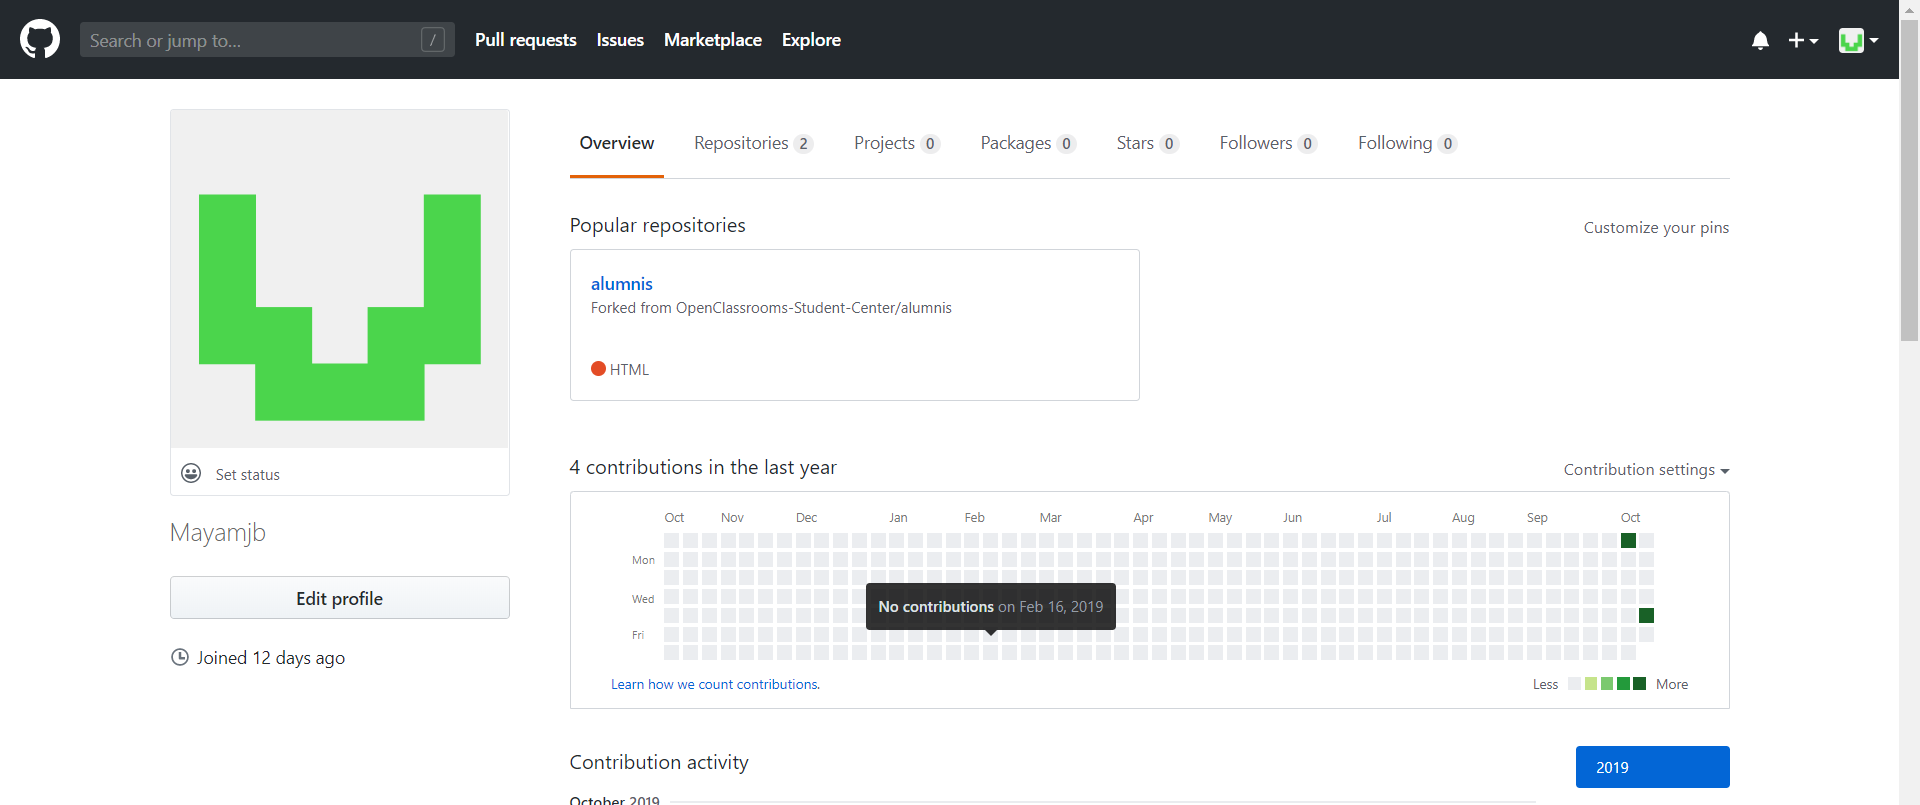 Search or jump to... / Pull requests Issues Marketplace Explore
Overview Repositories 2 Projects 0 Packages 0 Stars 0 Followers 0 Following 0
Popular repositories Customize your pins
alumnis
Forked from OpenClassrooms-Student-Center/alumnis
HTML
Set status
Mayamjb
Edit profile
Joined 12 days ago
4 contributions in the last year Contribution settings
Oct Nov Dec Jan Feb Mar Apr May Jun Jul Aug Sep Oct
Mon
Wed
Fri
No contributions on Feb 16, 2019
Learn how we count contributions. Less More
Contribution activity 2019
October 2019